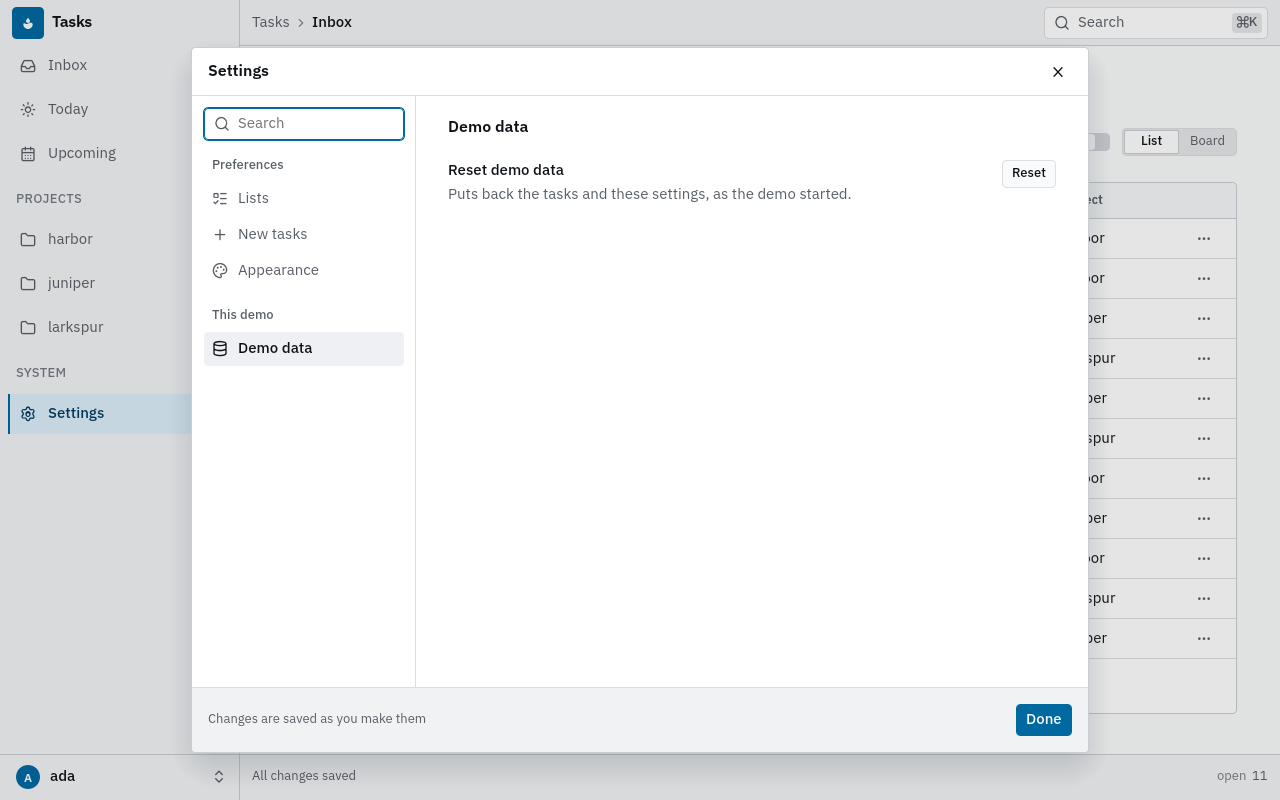 Tasks
Inbox
Today
Upcoming
PROJECTS
harbor
juniper
larkspur
SYSTEM
Settings
ada
A
Tasks > Inbox
Search
⌘K
List
Board
Settings
Search
Preferences
Lists
New tasks
Appearance
This demo
Demo data
Demo data
Reset demo data
Puts back the tasks and these settings, as the demo started.
Reset
Changes are saved as you make them
Done
All changes saved
open 11